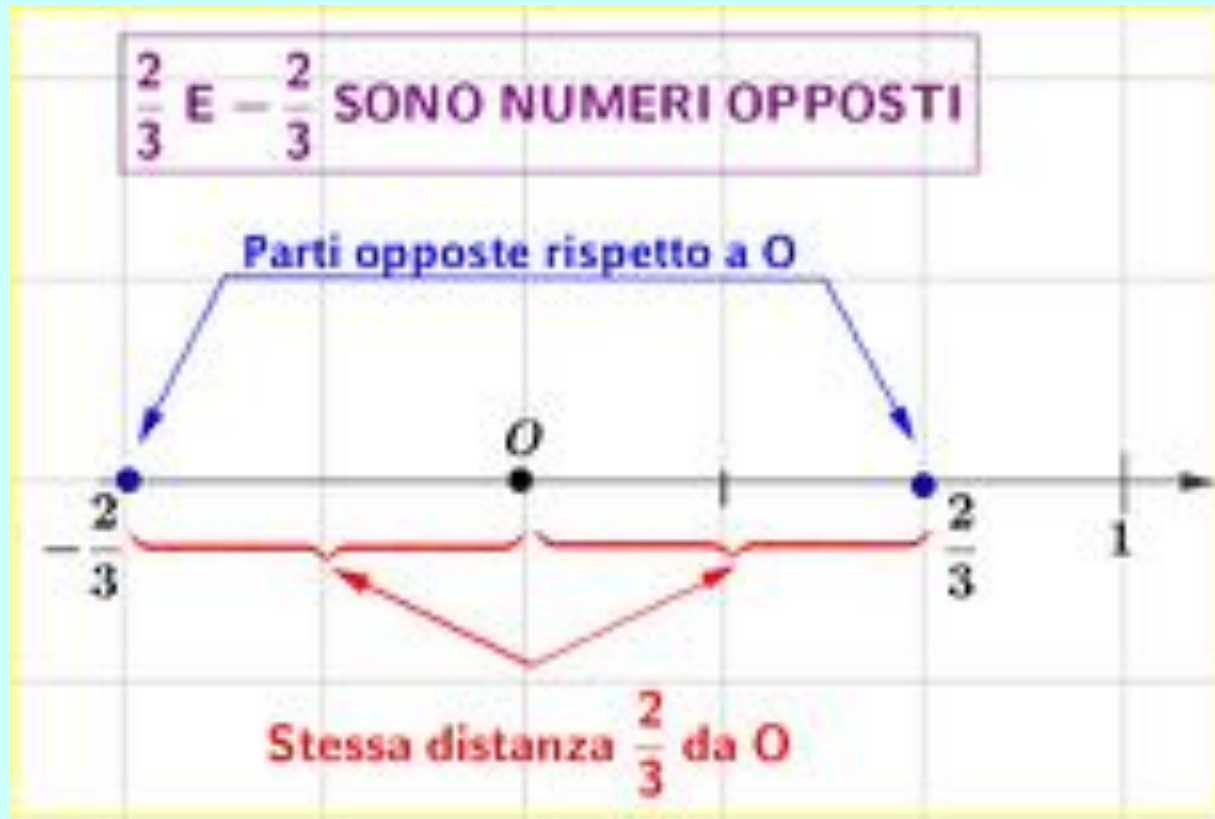 2/3 E − 2/3 SONO NUMERI OPPOSTI
Parti opposte rispetto a O
O
− 2/3
2/3
1
Stessa distanza 2/3 da O